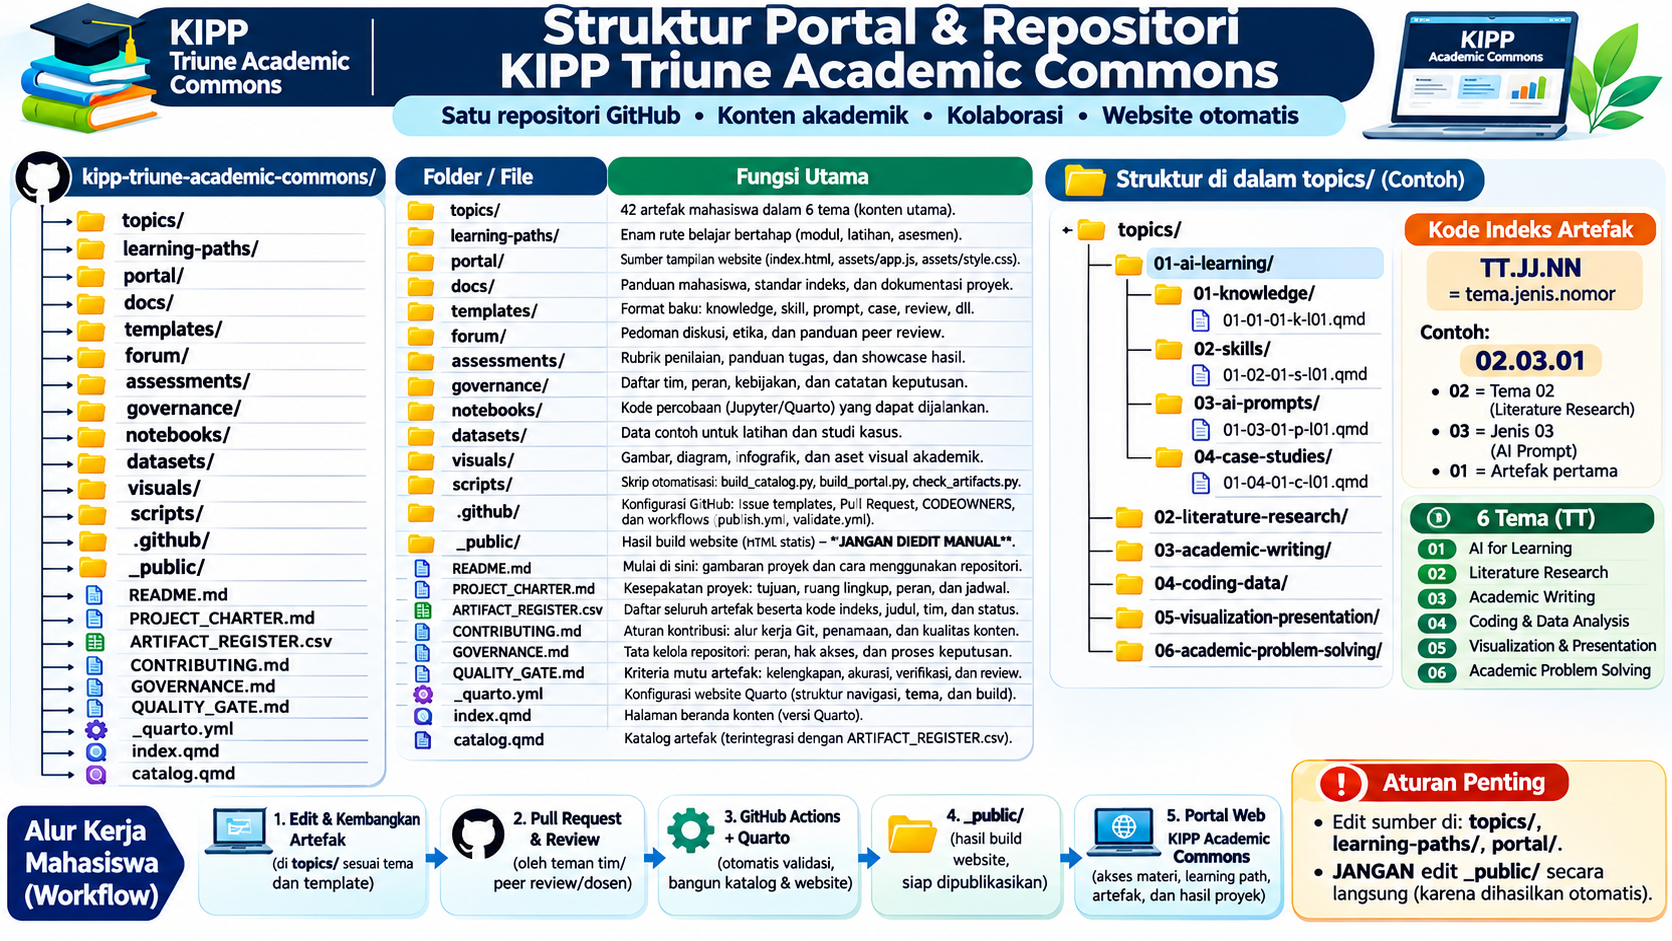 KIPP
Triune Academic
Commons
Struktur Portal & Repositori
KIPP Triune Academic Commons
Satu repositori GitHub • Konten akademik • Kolaborasi • Website otomatis
KIPP
Academic Commons
kipp-triune-academic-commons/
topics/
learning-paths/
portal/
docs/
templates/
forum/
assessments/
governance/
notebooks/
datasets/
visuals/
scripts/
.github/
_public/
README.md
PROJECT_CHARTER.md
ARTIFACT_REGISTER.csv
CONTRIBUTING.md
GOVERNANCE.md
QUALITY_GATE.md
_quarto.yml
index.qmd
catalog.qmd
Folder / File Fungsi Utama
topics/ 42 artefak mahasiswa dalam 6 tema (konten utama).
learning-paths/ Enam rute belajar bertahap (modul, latihan, asesmen).
portal/ Sumber tampilan website (index.html, assets/app.js, assets/style.css).
docs/ Panduan mahasiswa, standar indeks, dan dokumentasi proyek.
templates/ Format baku: knowledge, skill, prompt, case, review, dll.
forum/ Pedoman diskusi, etika, dan panduan peer review.
assessments/ Rubrik penilaian, panduan tugas, dan showcase hasil.
governance/ Daftar tim, peran, kebijakan, dan catatan keputusan.
notebooks/ Kode percobaan (Jupyter/Quarto) yang dapat dijalankan.
datasets/ Data contoh untuk latihan dan studi kasus.
visuals/ Gambar, diagram, infografik, dan aset visual akademik.
scripts/ Skrip otomatisasi: build_catalog.py, build_portal.py, check_artifacts.py.
.github/ Konfigurasi GitHub: Issue templates, Pull Request, CODEOWNERS,
dan workflows (publish.yml, validate.yml).
_public/ Hasil build website (HTML statis) – **JANGAN DIEDIT MANUAL**.
README.md Mulai di sini: gambaran proyek dan cara menggunakan repositori.
PROJECT_CHARTER.md Kesepakatan proyek: tujuan, ruang lingkup, peran, dan jadwal.
ARTIFACT_REGISTER.csv Daftar seluruh artefak beserta kode indeks, judul, tim, dan status.
CONTRIBUTING.md Aturan kontribusi: alur kerja Git, penamaan, dan kualitas konten.
GOVERNANCE.md Tata kelola repositori: peran, hak akses, dan proses keputusan.
QUALITY_GATE.md Kriteria mutu artefak: kelengkapan, akurasi, verifikasi, dan review.
_quarto.yml Konfigurasi website Quarto (struktur navigasi, tema, dan build).
index.qmd Halaman beranda konten (versi Quarto).
catalog.qmd Katalog artefak (terintegrasi dengan ARTIFACT_REGISTER.csv).
Struktur di dalam topics/ (Contoh)
topics/
01-ai-learning/
01-knowledge/
01-01-01-k-l01.qmd
02-skills/
01-02-01-s-l01.qmd
03-ai-prompts/
01-03-01-p-l01.qmd
04-case-studies/
01-04-01-c-l01.qmd
02-literature-research/
03-academic-writing/
04-coding-data/
05-visualization-presentation/
06-academic-problem-solving/
Kode Indeks Artefak
TT.JJ.NN
= tema.jenis.nomor
Contoh:
02.03.01
• 02 = Tema 02
(Literature Research)
• 03 = Jenis 03
(AI Prompt)
• 01 = Artefak pertama
6 Tema (TT)
01 AI for Learning
02 Literature Research
03 Academic Writing
04 Coding & Data Analysis
05 Visualization & Presentation
06 Academic Problem Solving
Alur Kerja
Mahasiswa
(Workflow)
1. Edit & Kembangkan
Artefak
(di topics/ sesuai tema
dan template)
2. Pull Request
& Review
(oleh teman tim/
peer review/dosen)
3. GitHub Actions
+ Quarto
(otomatis validasi,
bangun katalog & website)
4. _public/
(hasil build
website,
siap dipublikasikan)
5. Portal Web
KIPP Academic
Commons
(akses materi, learning path,
artefak, dan hasil proyek)
! Aturan Penting
• Edit sumber di: topics/,
learning-paths/, portal/.
• JANGAN edit _public/ secara
langsung (karena dihasilkan otomatis).